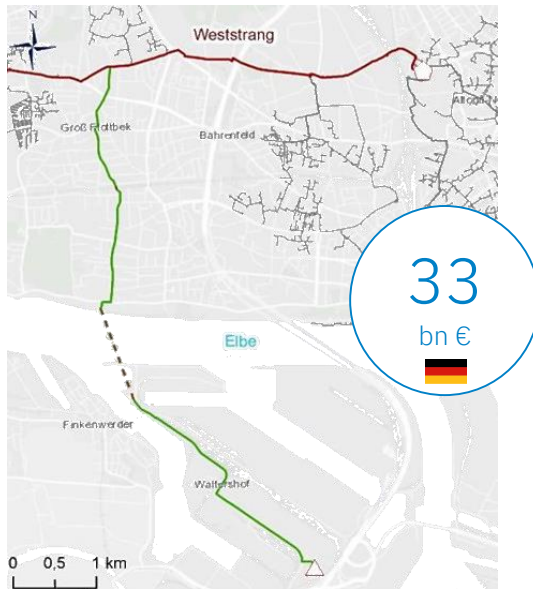 N
Weststrang
Groß Flottbek
Bahrenfeld
33
bn €
Elbe
Finkenwerder
Waltershof
0 0,5 1 km